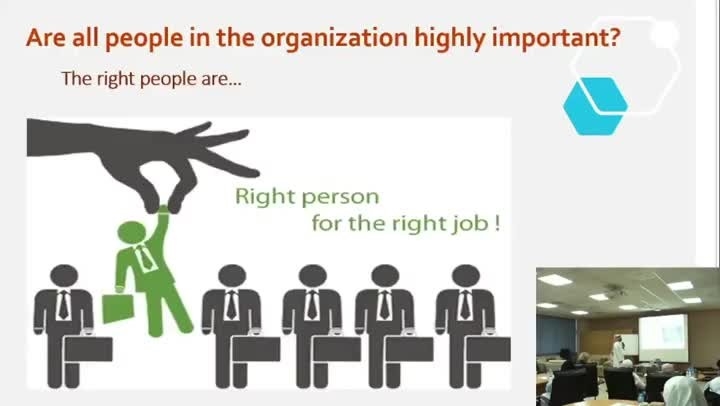 Are all people in the organization highly important?
The right people are...
Right person
for the right job !